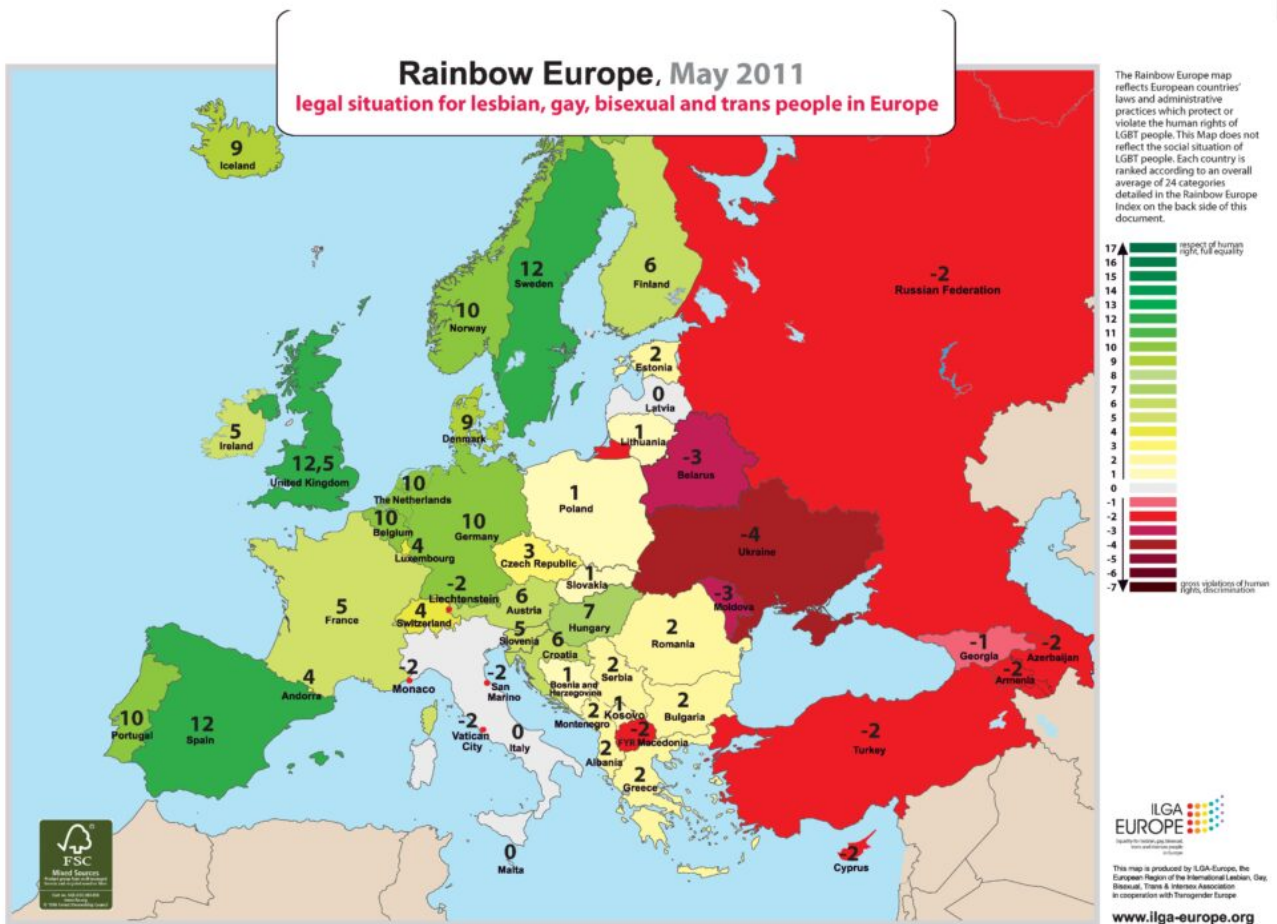 Rainbow Europe, May 2011
legal situation for lesbian, gay, bisexual and trans people in Europe
The Rainbow Europe map
reflects European countries'
laws and administrative
practices which protect or
violate the human rights of
LGBT people. This Map does not
reflect the social situation of
LGBT people. Each country is
ranked according to an overall
average of 24 categories
detailed in the Rainbow Europe
Index on the back side of this
document.
17
respect of human
right, full equality
16
15
14
13
12
11
10
9
8
7
6
5
4
3
2
1
0
-1
-2
-3
-4
-5
-6
-7
gross violations of human
rights, discrimination
9
Iceland
12
Sweden
6
Finland
10
Norway
-2
Russian Federation
2
Estonia
0
Latvia
1
Lithuania
9
Denmark
5
Ireland
12,5
United Kingdom
-3
Belarus
10
The Netherlands
10
Belgium
10
Germany
1
Poland
4
Luxembourg
3
Czech Republic
-4
Ukraine
1
Slovakia
-2
Liechtenstein
6
Austria
-3
Moldova
5
France
4
Switzerland
7
Hungary
5
Slovenia
6
Croatia
2
Romania
-1
Georgia
-2
Azerbaijan
-2
Armenia
4
Andorra
-2
Monaco
-2
San
Marino
1
Bosnia and
Herzegovina
2
Serbia
1
Kosovo
2
Montenegro
2
Bulgaria
10
Portugal
12
Spain
-2
Vatican
City
0
Italy
-2
FYR Macedonia
2
Albania
2
Greece
-2
Turkey
0
Malta
-2
Cyprus
FSC
Mixed Sources
ILGA
EUROPE
Equality for lesbian, gay, bisexual,
trans and intersex people
in Europe
This map is produced by ILGA-Europe, the
European Region of the International Lesbian, Gay,
Bisexual, Trans & Intersex Association
in cooperation with Transgender Europe
www.ilga-europe.org